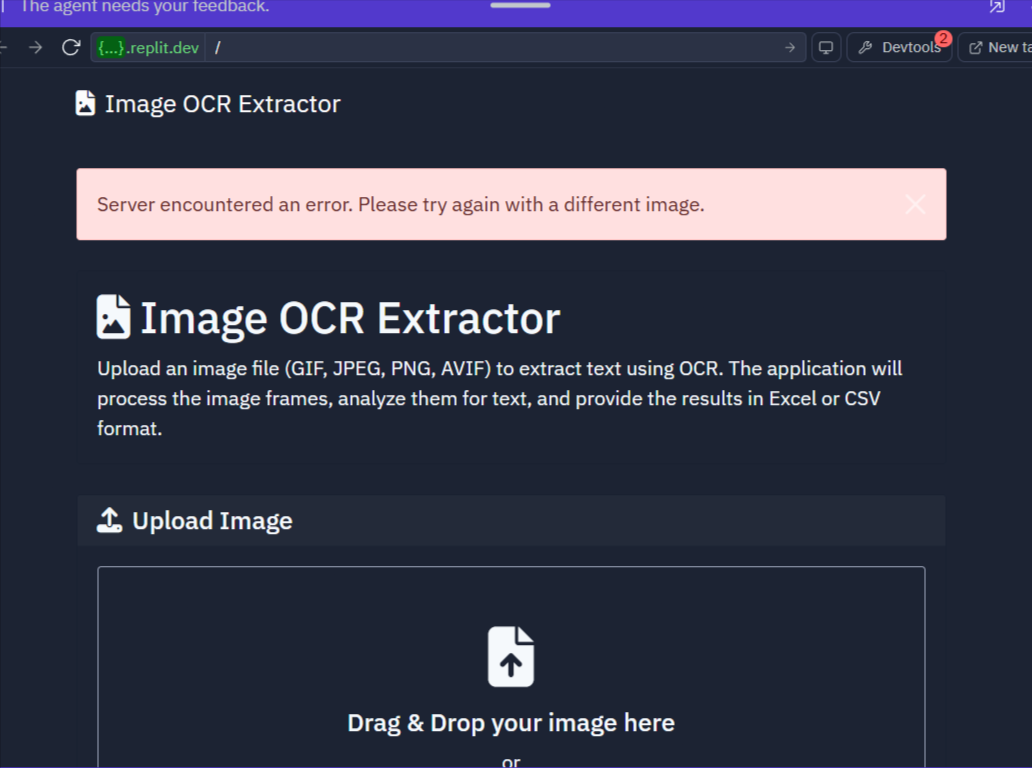 The agent needs your feedback.
{...}.replit.dev /
Devtools 2
New ta
Image OCR Extractor
Server encountered an error. Please try again with a different image.
Image OCR Extractor
Upload an image file (GIF, JPEG, PNG, AVIF) to extract text using OCR. The application will
process the image frames, analyze them for text, and provide the results in Excel or CSV
format.
Upload Image
Drag & Drop your image here
or